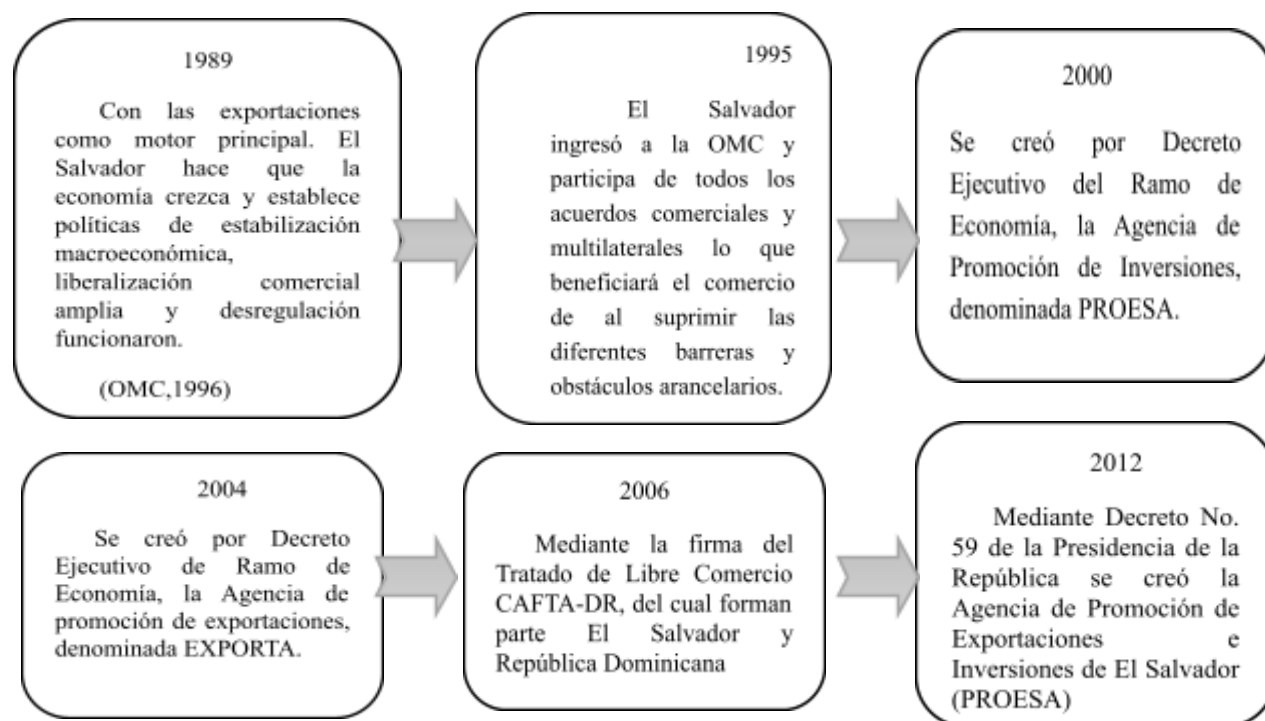 1989
Con las exportaciones
como motor principal. El
Salvador hace que la
economía crezca y establece
políticas de estabilización
macroeconómica,
liberalización comercial
amplia y desregulación
funcionaron.
(OMC,1996)
1995
El Salvador
ingresó a la OMC y
participa de todos los
acuerdos comerciales y
multilaterales lo que
beneficiará el comercio
de al suprimir las
diferentes barreras y
obstáculos arancelarios.
2000
Se creó por Decreto
Ejecutivo del Ramo de
Economía, la Agencia de
Promoción de Inversiones,
denominada PROESA.
2004
Se creó por Decreto
Ejecutivo de Ramo de
Economía, la Agencia de
promoción de exportaciones,
denominada EXPORTA.
2006
Mediante la firma del
Tratado de Libre Comercio
CAFTA-DR, del cual forman
parte El Salvador y
República Dominicana
2012
Mediante Decreto No.
59 de la Presidencia de la
República se creó la
Agencia de Promoción de
Exportaciones e
Inversiones de El Salvador
(PROESA)